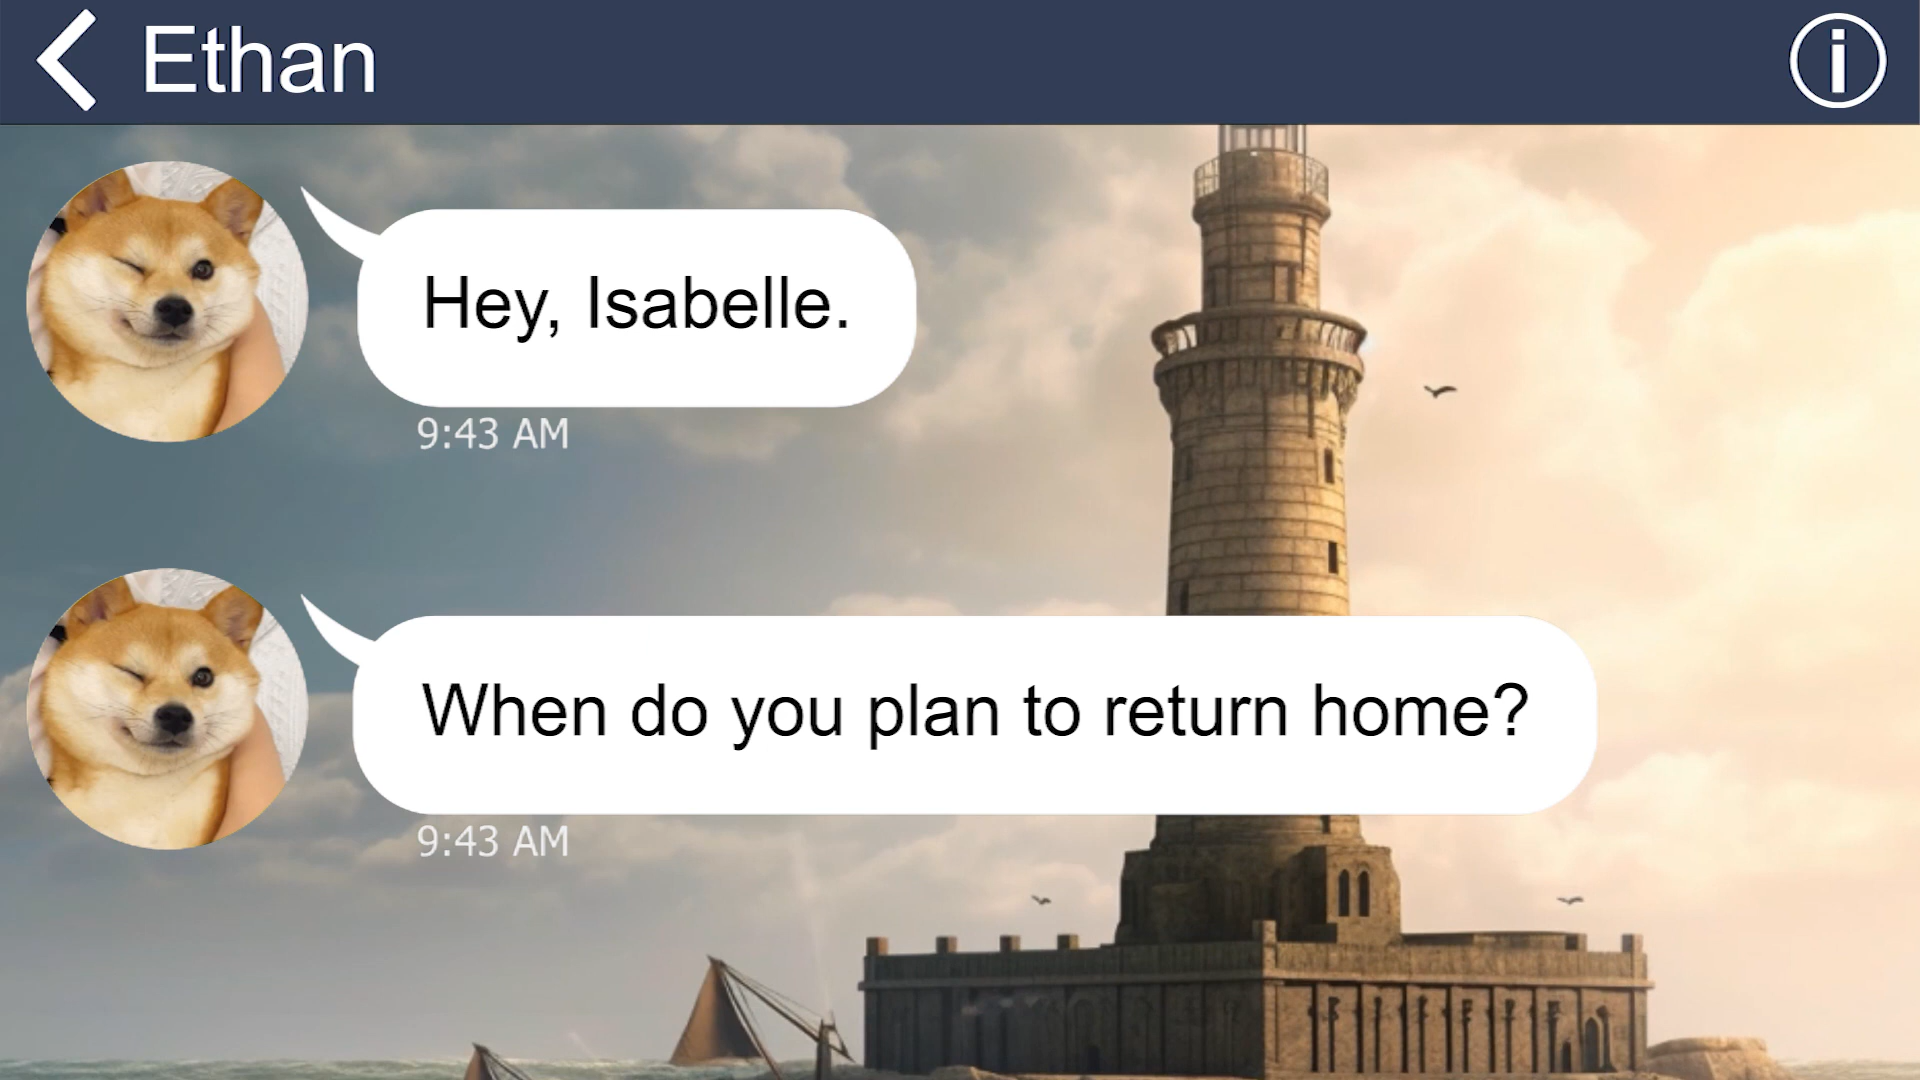 Ethan
Hey, Isabelle.
9:43 AM
When do you plan to return home?
9:43 AM